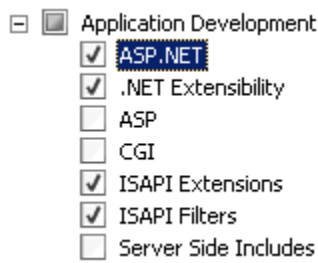 Application Development
ASP.NET
.NET Extensibility
ASP
CGI
ISAPI Extensions
ISAPI Filters
Server Side Includes